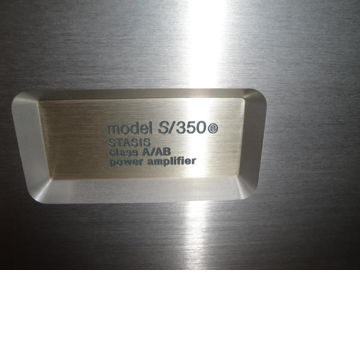 model S/350®
STASIS
class A/AB
power amplifier